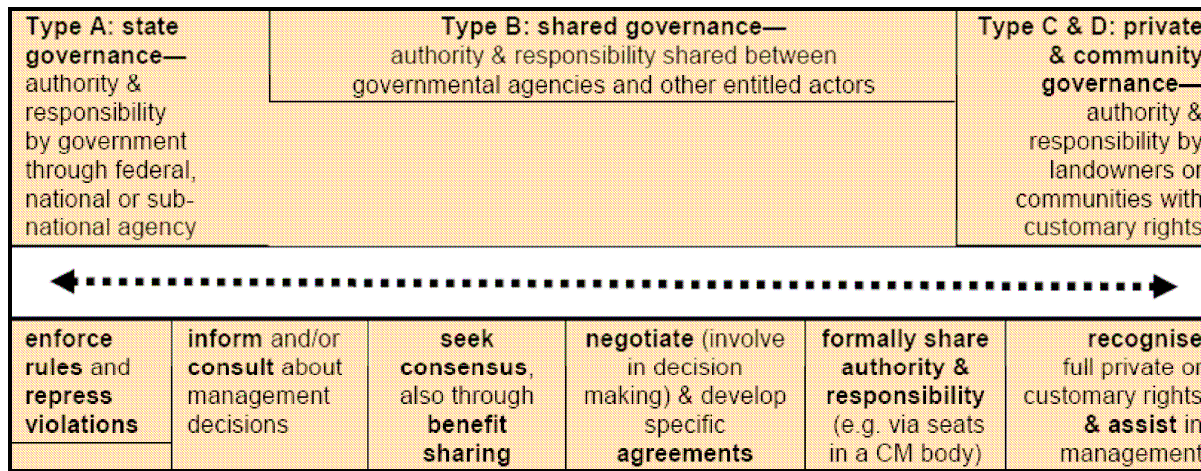 Type A: state
governance—
authority &
responsibility
by government
through federal,
national or sub-
national agency
Type B: shared governance—
authority & responsibility shared between
governmental agencies and other entitled actors
Type C & D: private
& community
governance—
authority &
responsibility by
landowners or
communities with
customary rights
enforce
rules and
repress
violations
inform and/or
consult about
management
decisions
seek
consensus,
also through
benefit
sharing
negotiate (involve
in decision
making) & develop
specific
agreements
formally share
authority &
responsibility
(e.g. via seats
in a CM body)
recognise
full private or
customary rights
& assist in
management